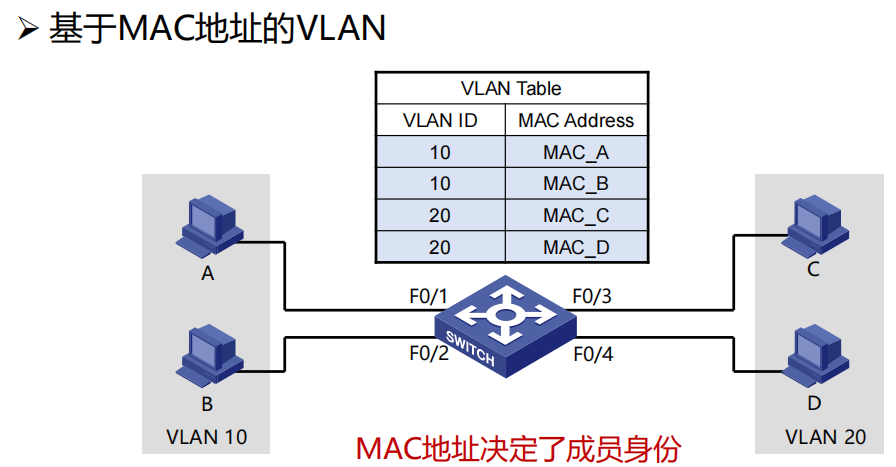 ➢ 基于MAC地址的VLAN
VLAN Table
VLAN ID MAC Address
10 MAC_A
10 MAC_B
20 MAC_C
20 MAC_D
A
C
F0/1 F0/3
SWITCH
F0/2 F0/4
B
D
VLAN 10
VLAN 20
MAC地址决定了成员身份